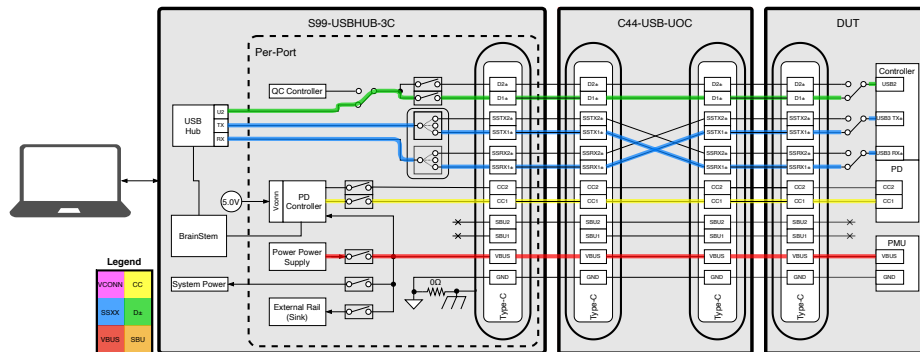 S99-USBHUB-3C
C44-USB-UOC
DUT
Per-Port
QC Controller
USB
Hub
U2
TX
RX
5.0V
Vconn
PD
Controller
BrainStem
Power Power
Supply
System Power
External Rail
(Sink)
0Ω
D2±
D1±
SSTX2±
SSTX1±
SSRX2±
SSRX1±
CC2
CC1
SBU2
SBU1
VBUS
GND
Type-C
D2±
D1±
SSTX2±
SSTX1±
SSRX2±
SSRX1±
CC2
CC1
SBU2
SBU1
VBUS
GND
Type-C
D2±
D1±
SSTX2±
SSTX1±
SSRX2±
SSRX1±
CC2
CC1
SBU2
SBU1
VBUS
GND
Type-C
D2±
D1±
SSTX2±
SSTX1±
SSRX2±
SSRX1±
CC2
CC1
SBU2
SBU1
VBUS
GND
Type-C
Controller
USB2
USB3 TX±
USB3 RX±
PD
CC2
CC1
PMU
VBUS
GND
Legend
VCONN
CC
SSXX
D±
VBUS
SBU